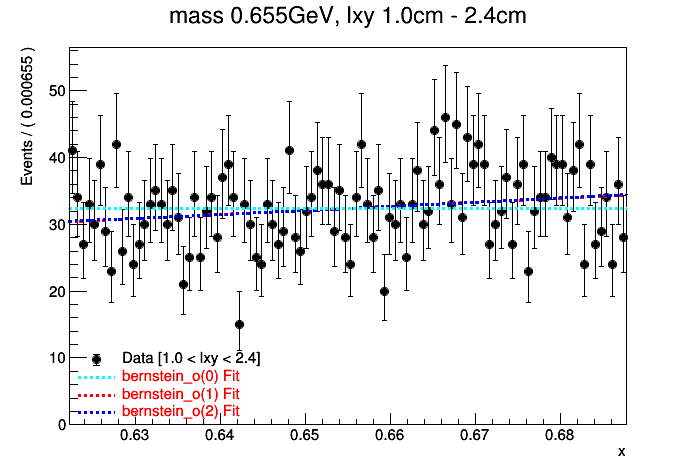 mass 0.655GeV, lxy 1.0cm - 2.4cm
Events / ( 0.000655 )
50
40
30
20
10
0
Data [1.0 < lxy < 2.4]
bernstein_o(0) Fit
bernstein_o(1) Fit
bernstein_o(2) Fit
0.63 0.64 0.65 0.66 0.67 0.68
x